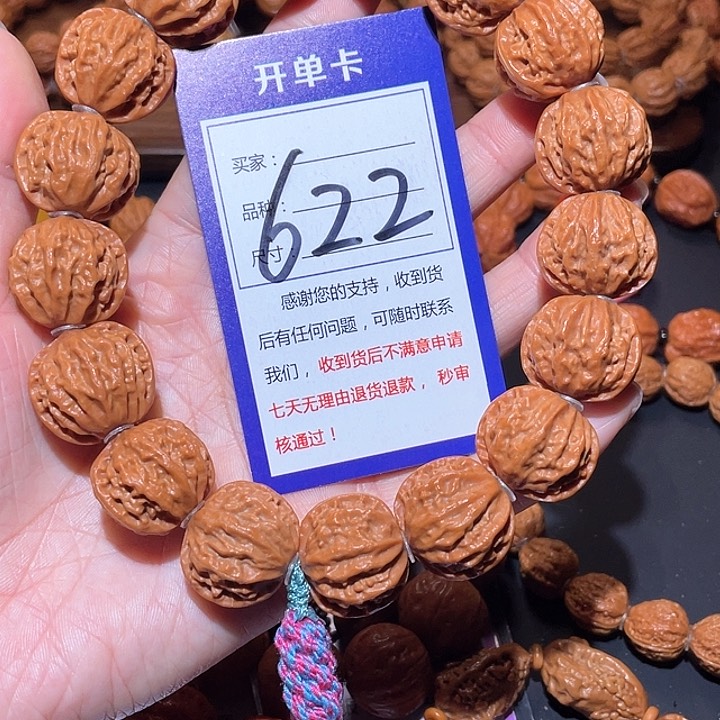 开单卡
买家：
品种：
尺寸：
622
感谢您的支持，收到货
后有任何问题，可随时联系
我们，收到货后不满意申请
七天无理由退货退款，秒审
核通过！